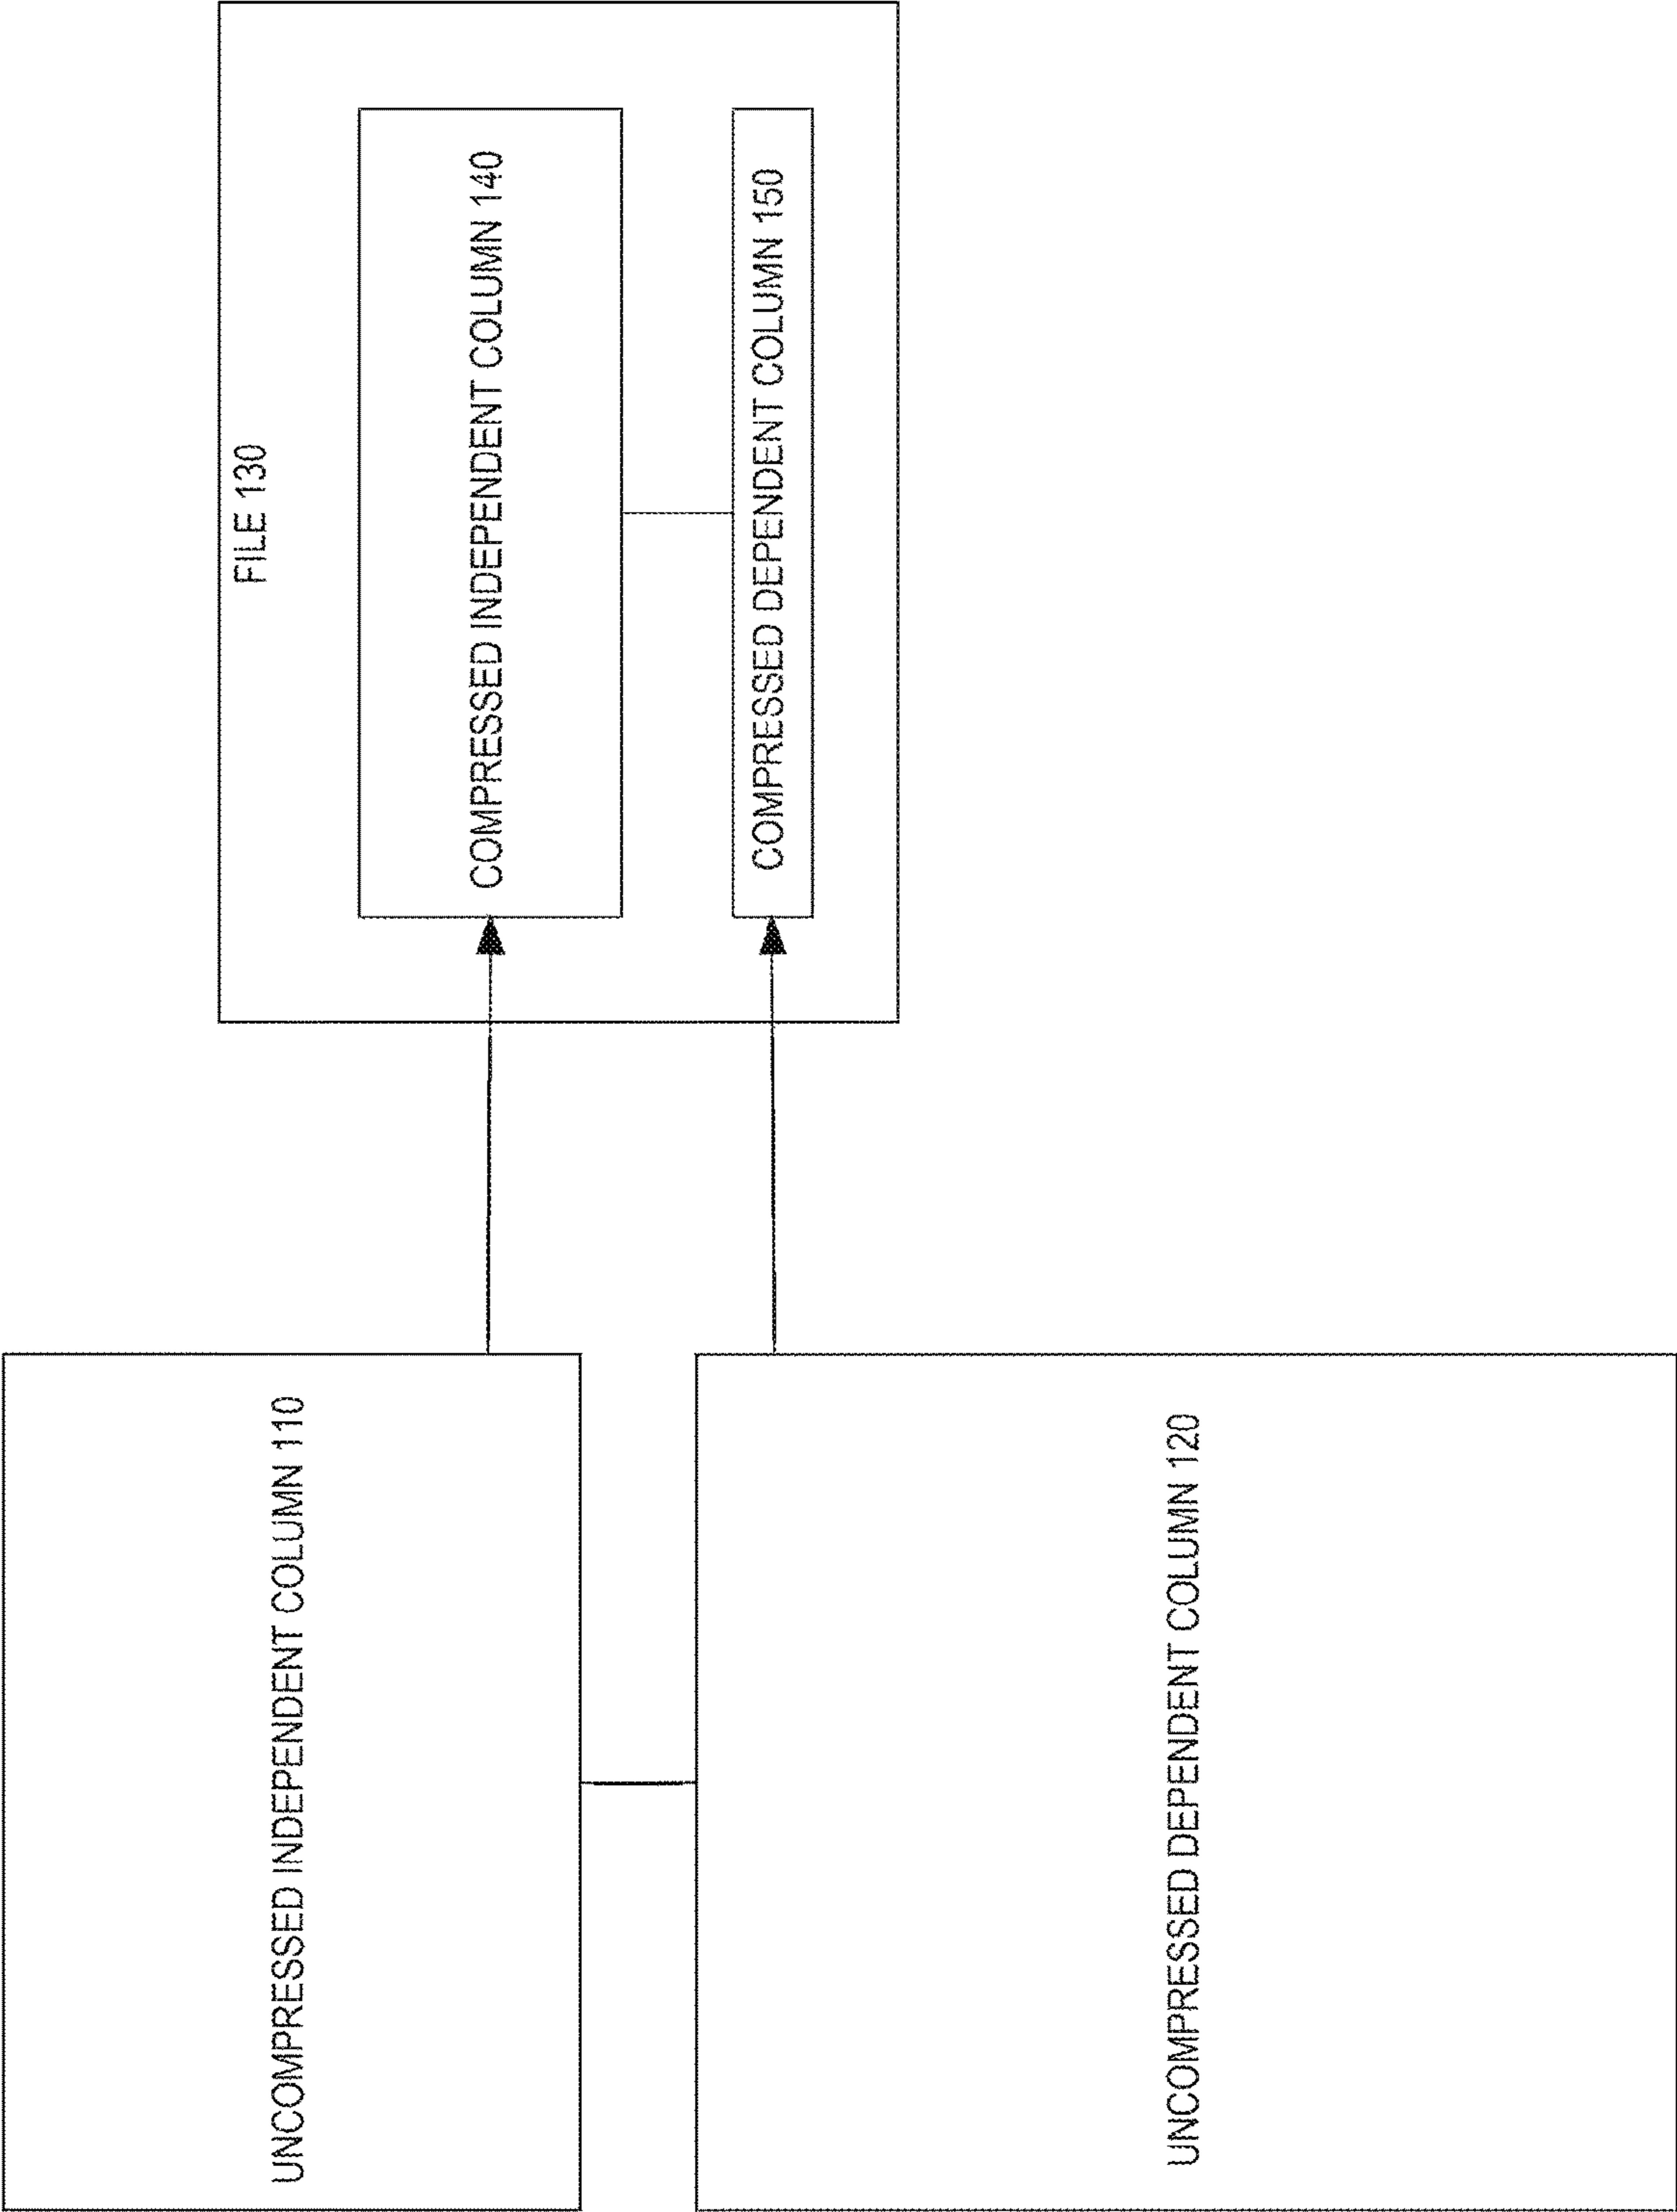 UNCOMPRESSED INDEPENDENT COLUMN 110
UNCOMPRESSED DEPENDENT COLUMN 120
FILE 130
COMPRESSED INDEPENDENT COLUMN 140
COMPRESSED DEPENDENT COLUMN 150